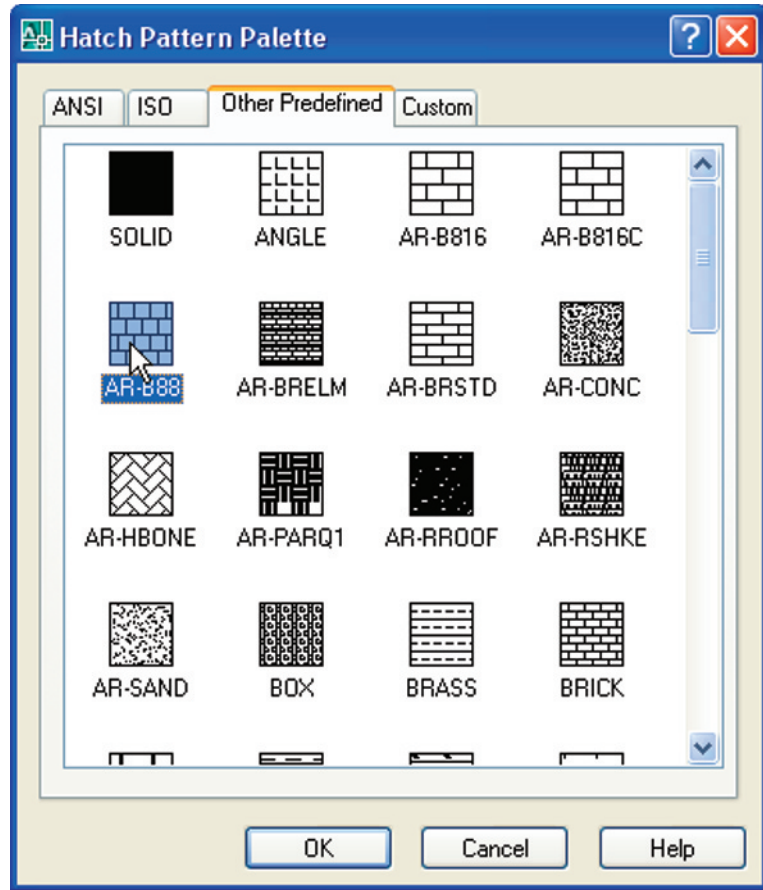 Hatch Pattern Palette
ANSI ISO Other Predefined Custom
SOLID ANGLE AR-B816 AR-B816C
AR-B88 AR-BRELM AR-BRSTD AR-CONC
AR-HBONE AR-PARQ1 AR-RROOF AR-RSHKE
AR-SAND BOX BRASS BRICK
OK Cancel Help